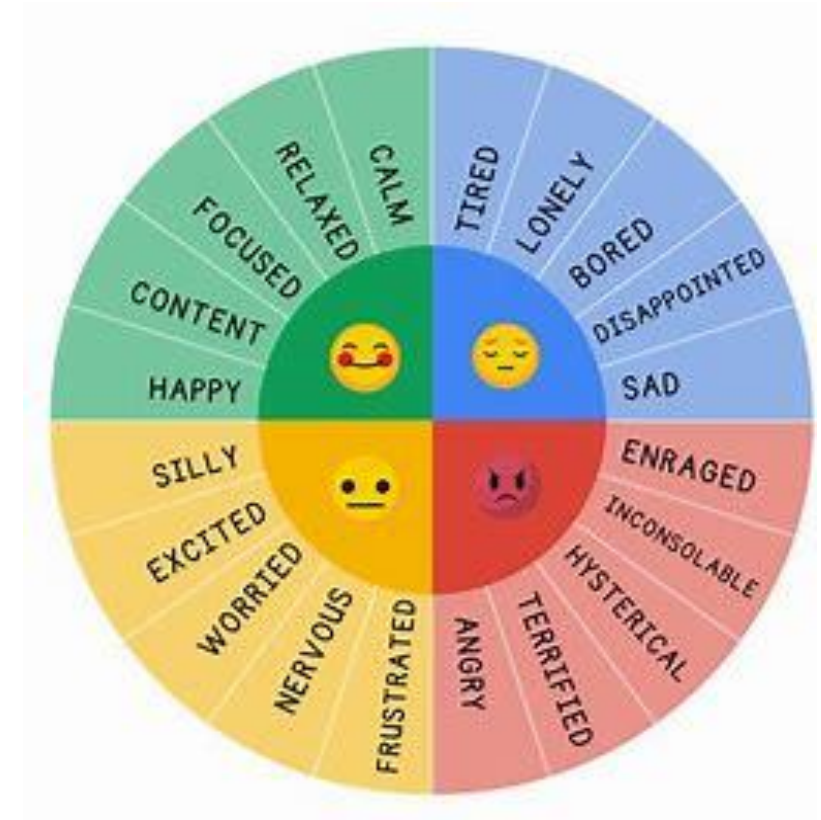 TIRED
LONELY
BORED
DISAPPOINTED
SAD
ENRAGED
INCONSOLABLE
HYSTERICAL
TERRIFIED
ANGRY
FRUSTRATED
NERVOUS
WORRIED
EXCITED
SILLY
HAPPY
CONTENT
FOCUSED
RELAXED
CALM